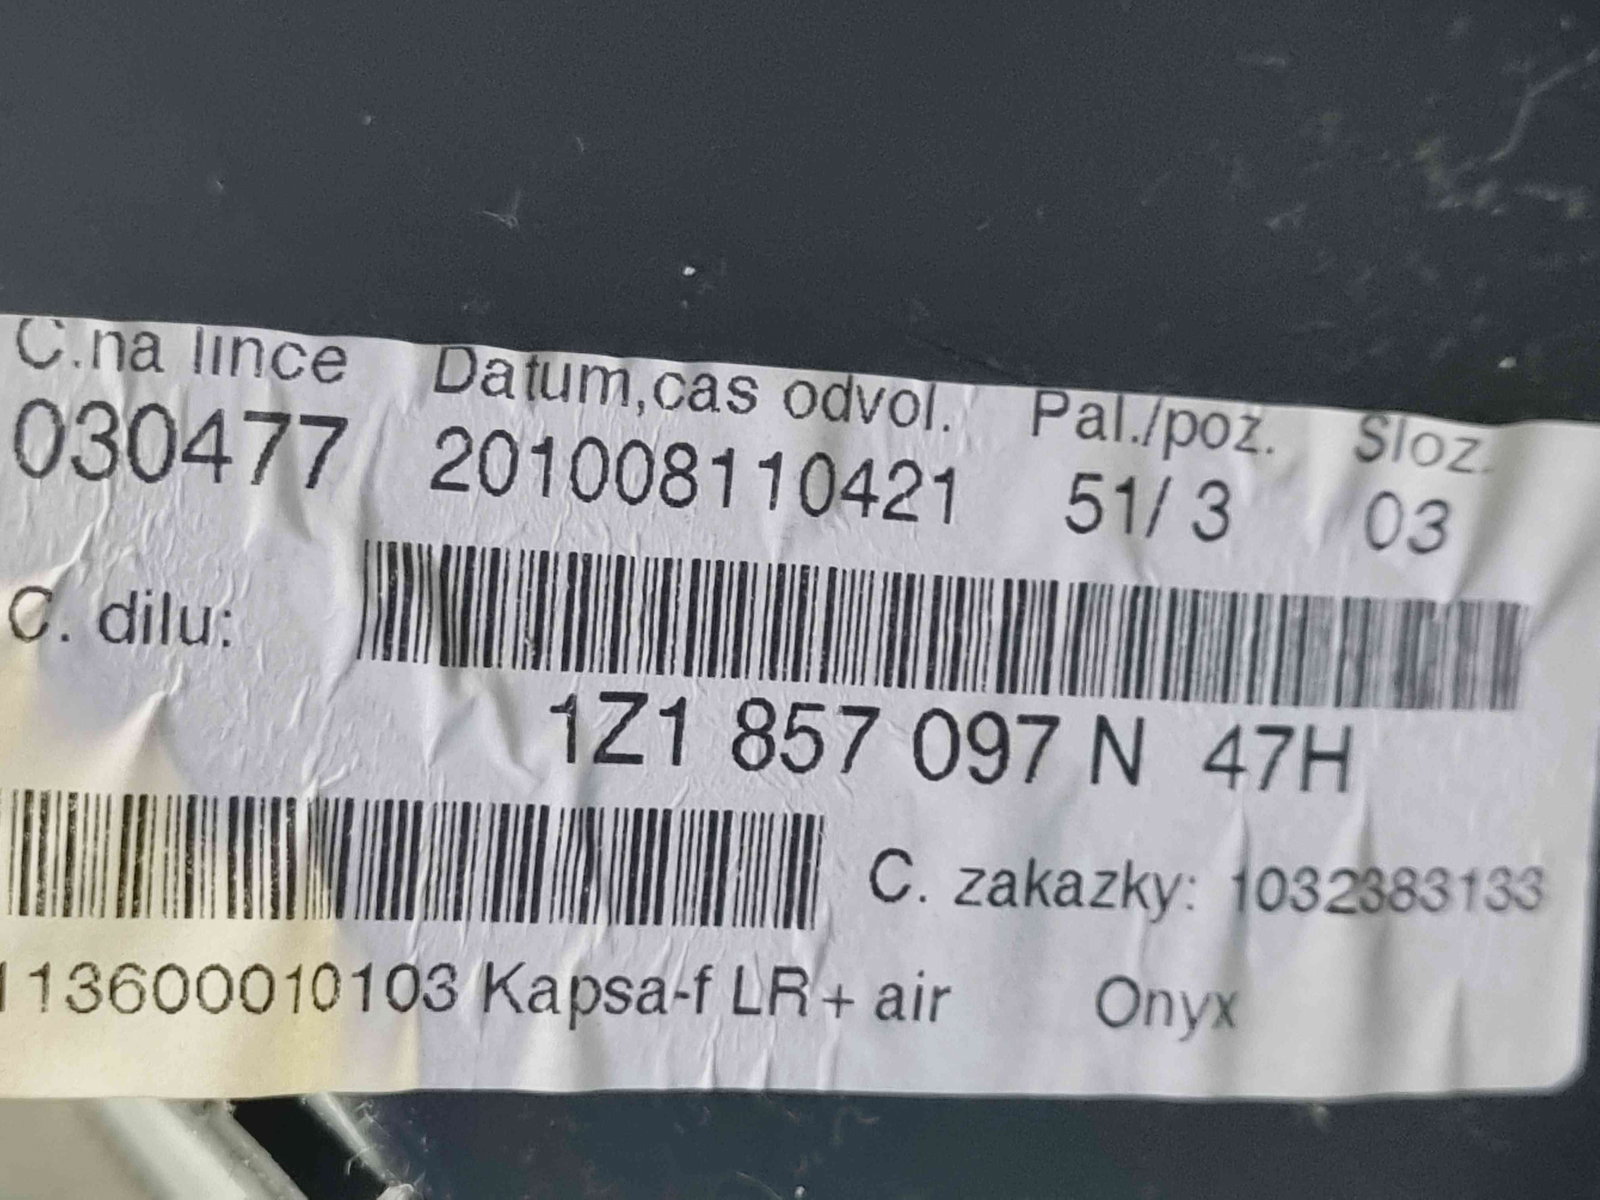 C.na lince Datum,cas odvol. Pal./poz. Sloz.
030477 201008110421 51/ 3 03
C. dilu:
1Z1 857 097 N 47H
C. zakazky: 1032383133
113600010103 Kapsa-f LR + air Onyx